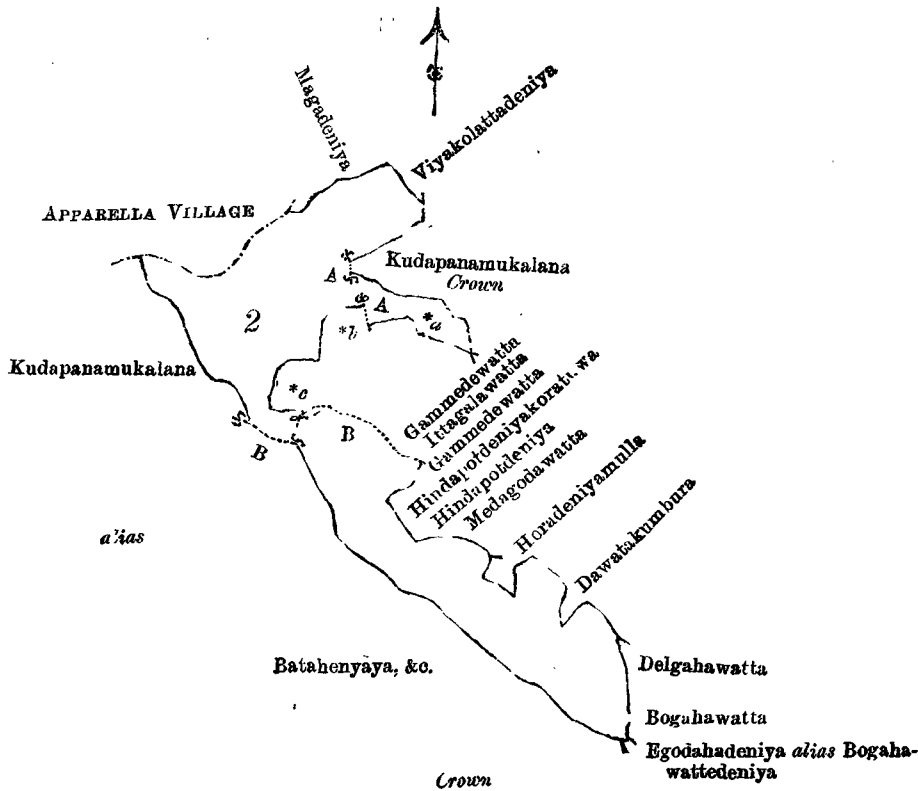 Magadeniya
Viyakolattadeniya
APPARELLA VILLAGE
Kudapanamukalana
Crown
A
A
2
*a
*b
Kudapanamukalana
*c
B
B
Gammedewatta
Ittagalawatta
Gammedewatta
Hindapotdeniyakoratuwa
Hindapotdeniya
Medagodawatta
Horadeniyamulla
Dawatakumbura
alias
Batahenyaya, &c.
Delgahawatta
Bogahawatta
Egodahadeniya alias Bogaha-
wattedeniya
Crown